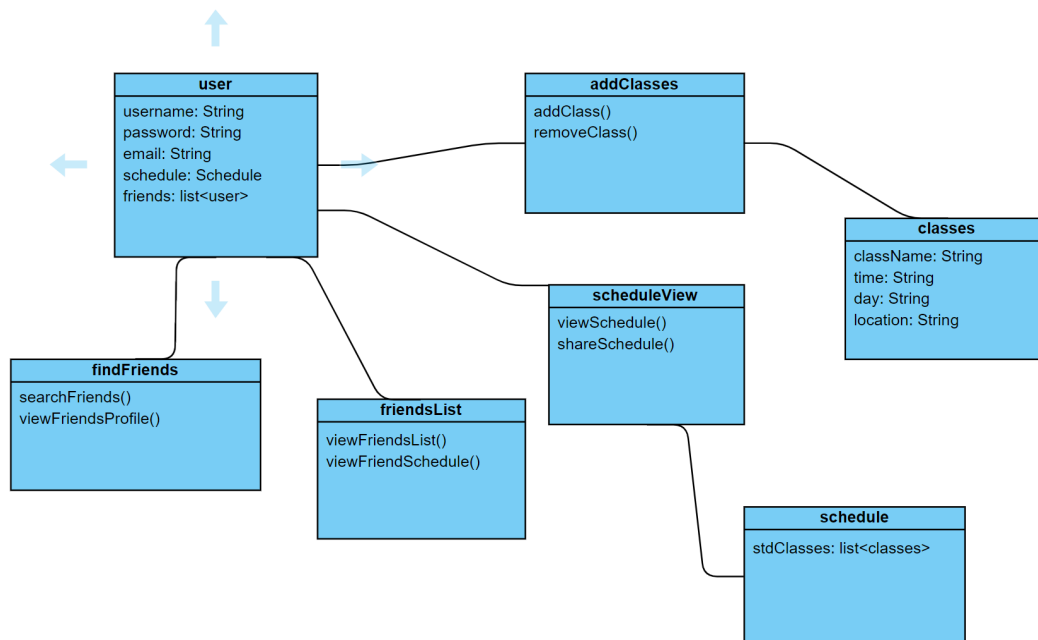 user
username: String
password: String
email: String
schedule: Schedule
friends: list<user>
addClasses
addClass()
removeClass()
classes
className: String
time: String
day: String
location: String
scheduleView
viewSchedule()
shareSchedule()
findFriends
searchFriends()
viewFriendsProfile()
friendsList
viewFriendsList()
viewFriendSchedule()
schedule
stdClasses: list<classes>